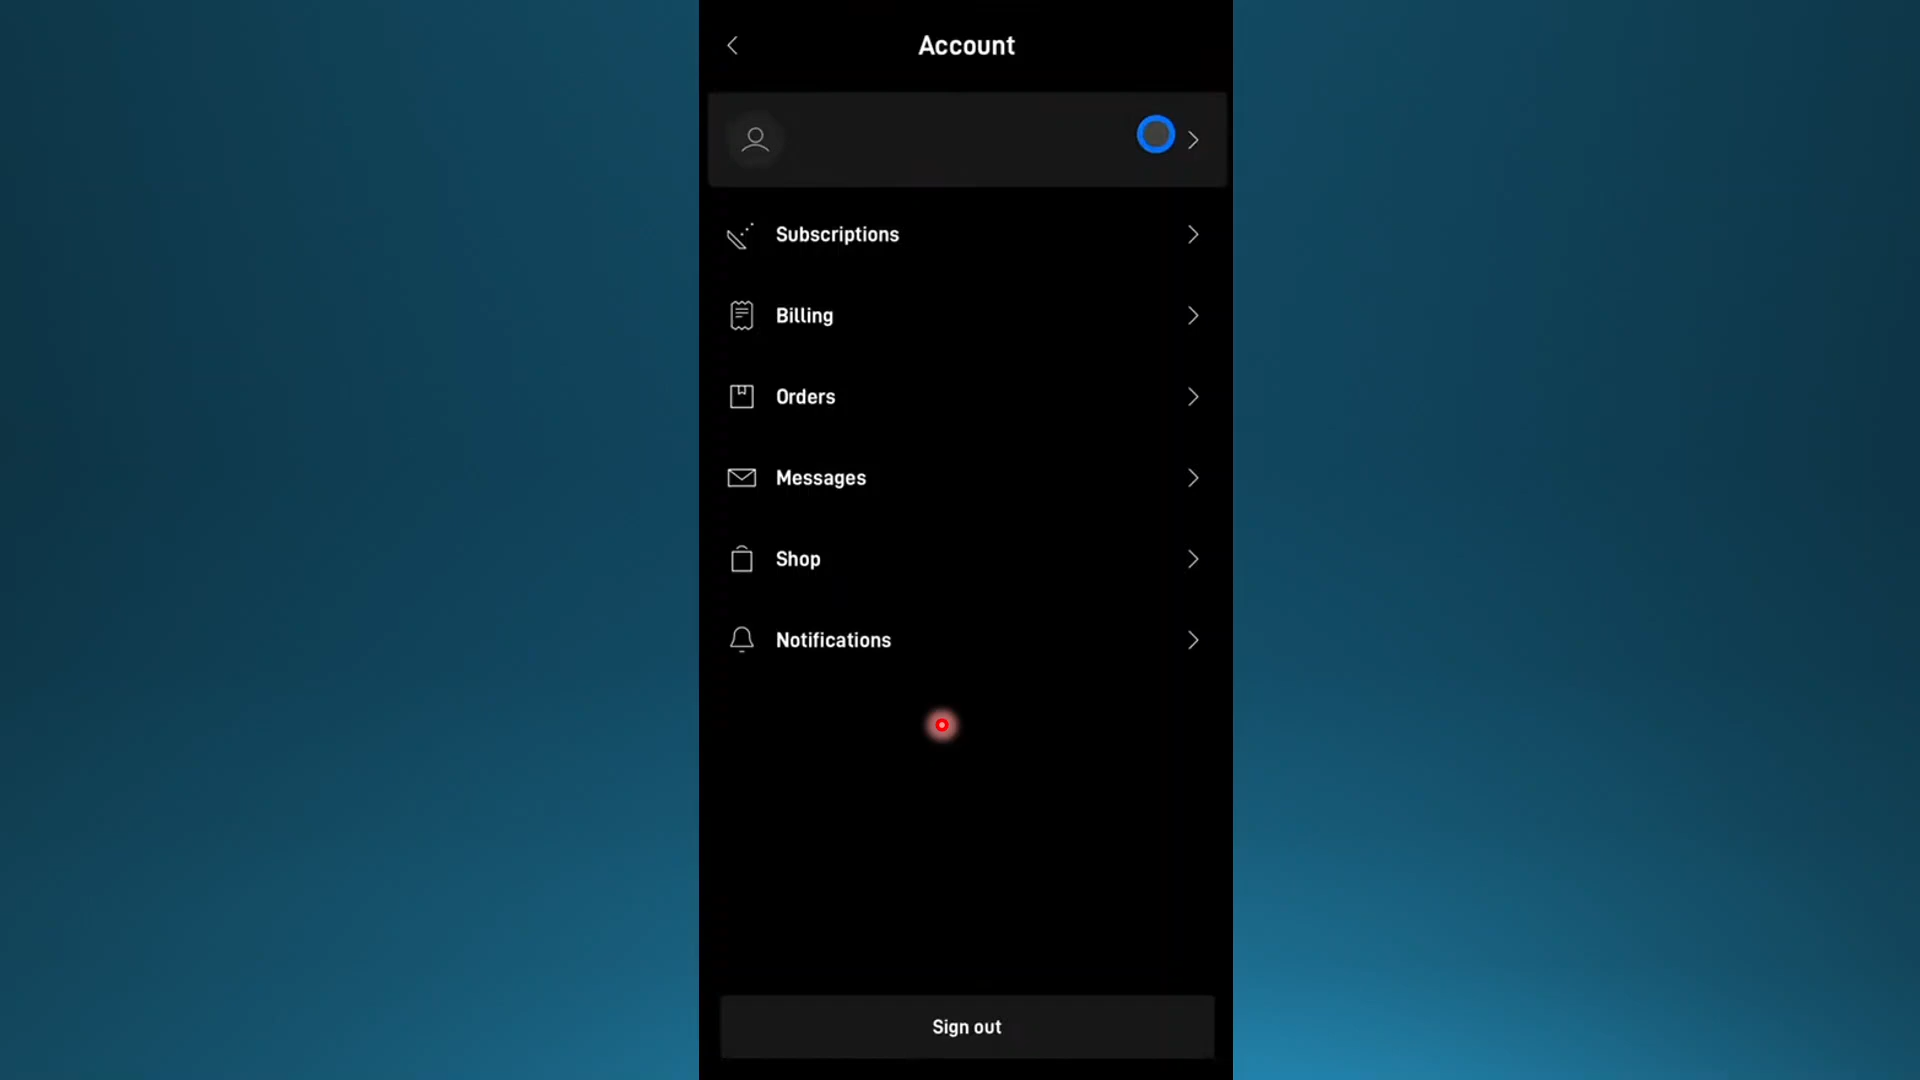 Account
Subscriptions
Billing
Orders
Messages
Shop
Notifications
Sign out